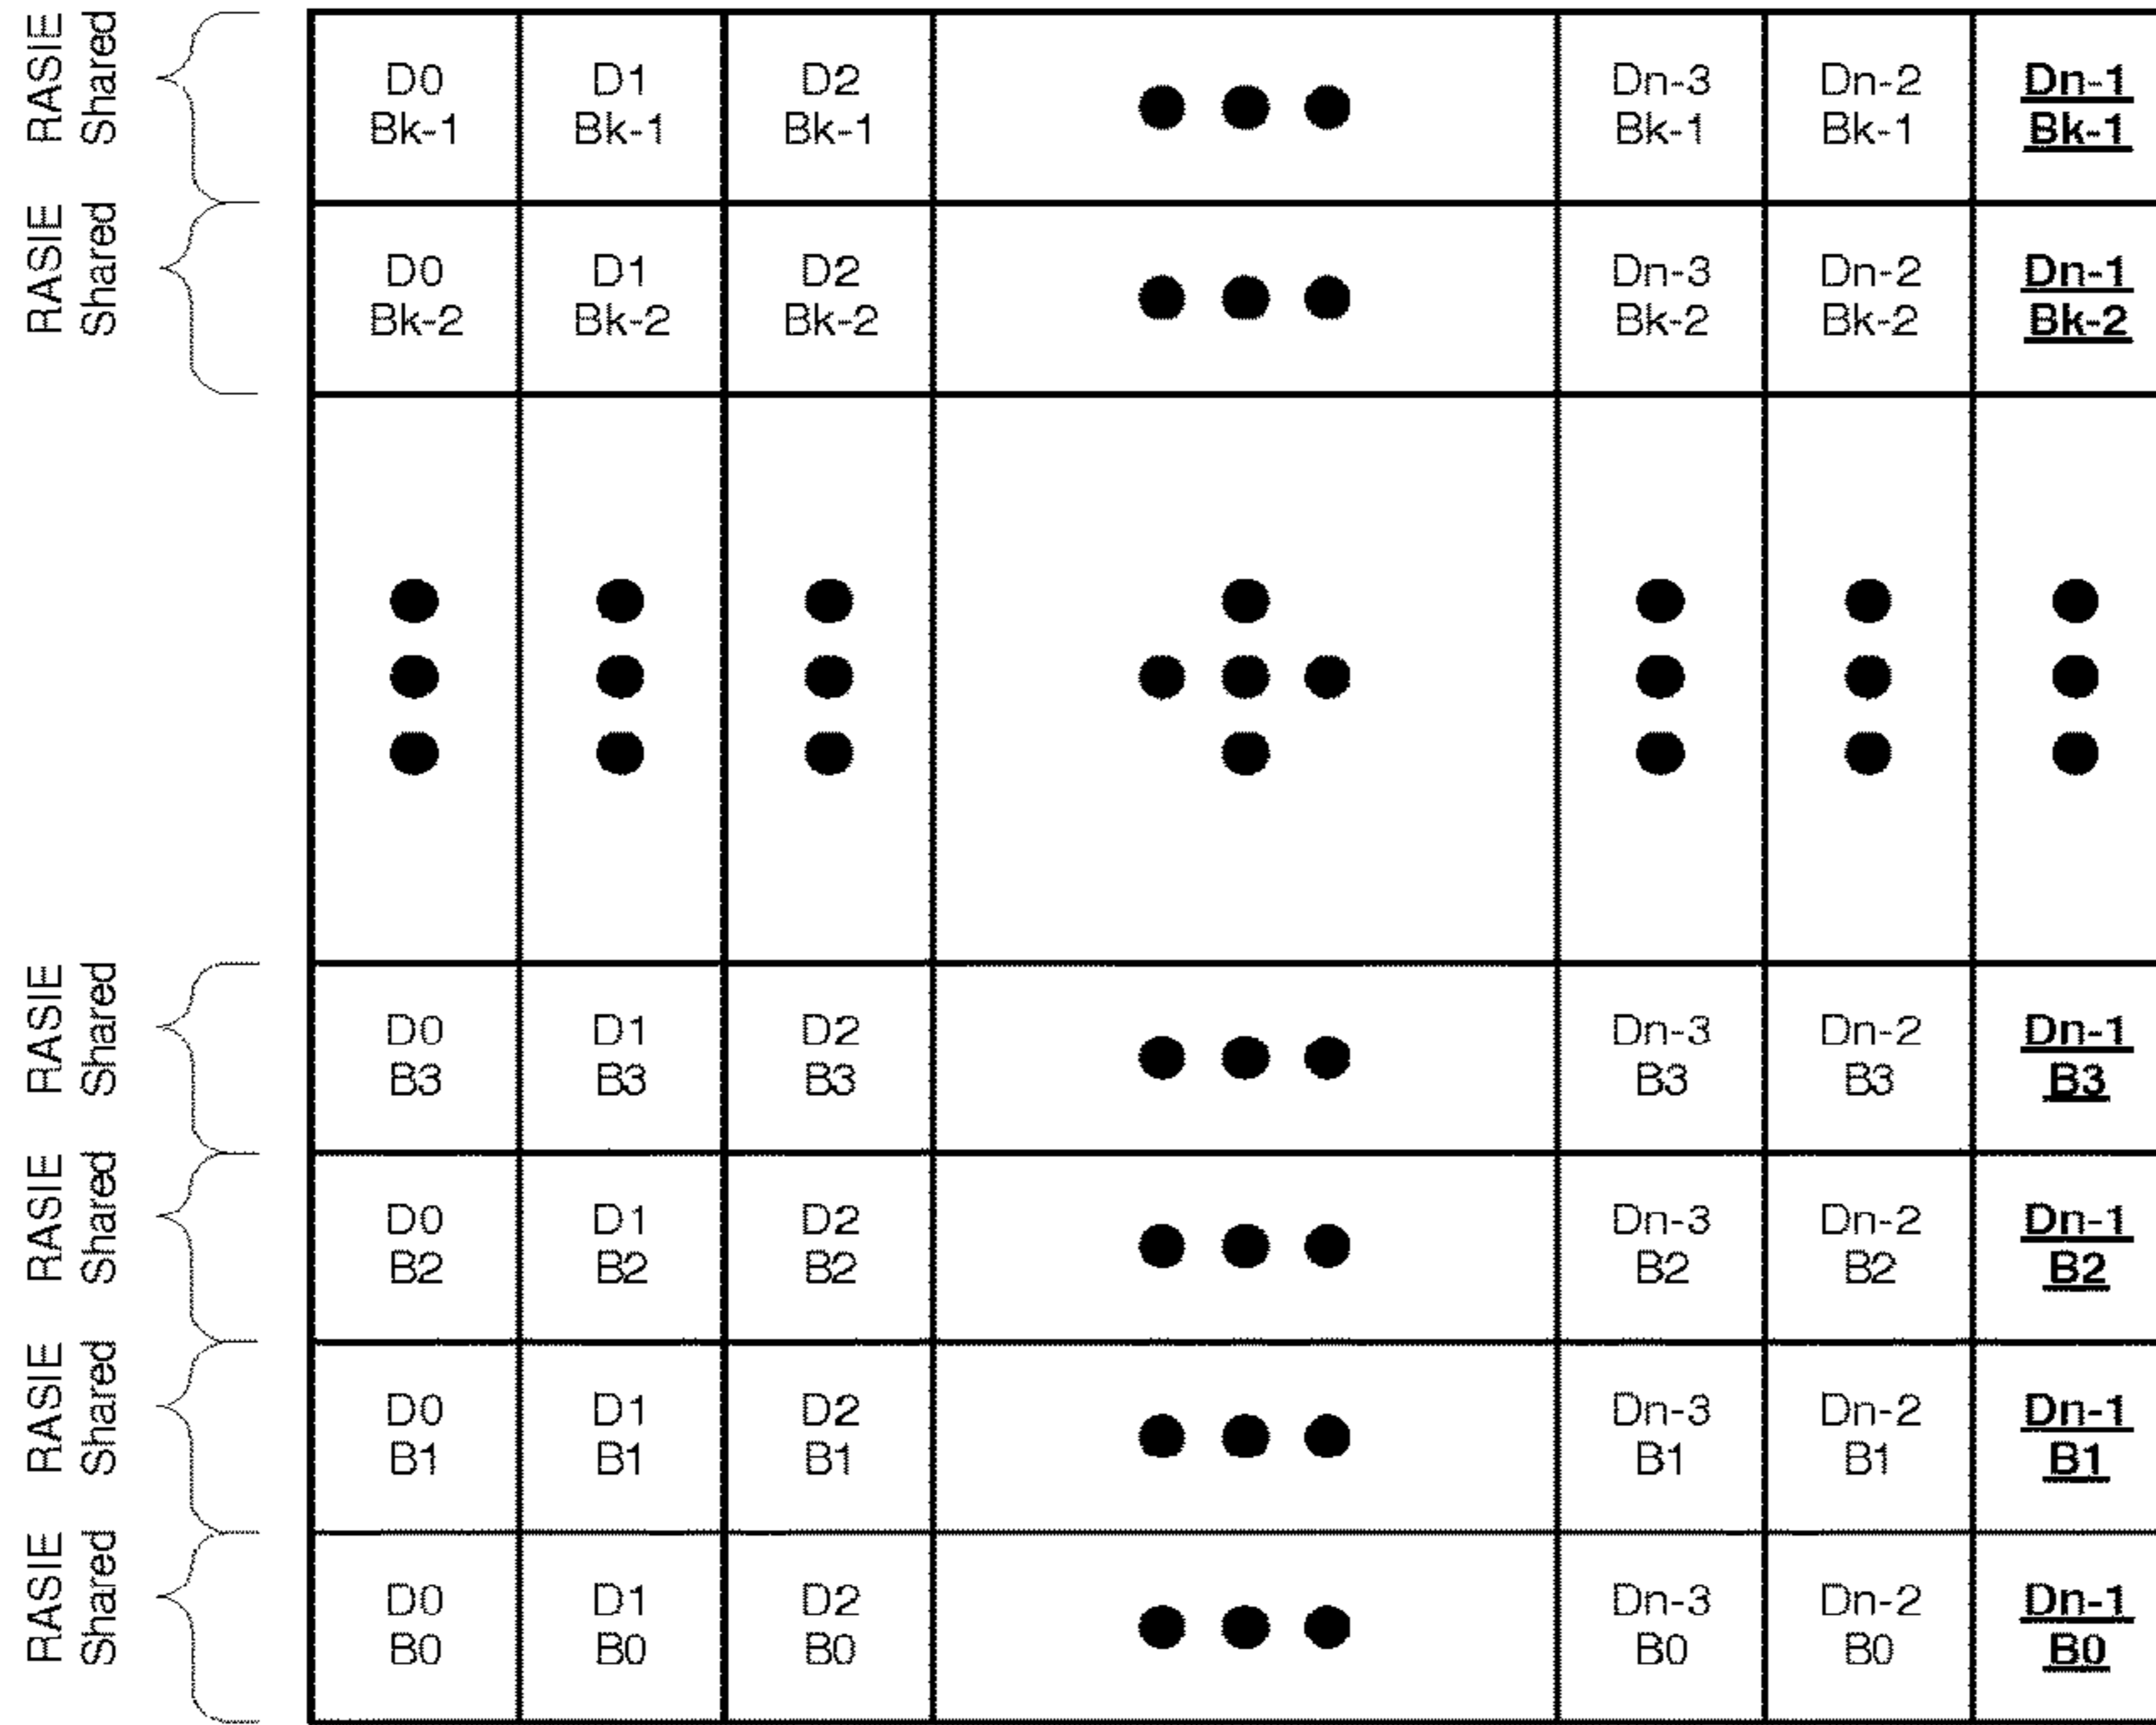 RASIE
Shared
D0
Bk-1
D1
Bk-1
D2
Bk-1
Dn-3
Bk-1
Dn-2
Bk-1
Dn-1
Bk-1
RASIE
Shared
D0
Bk-2
D1
Bk-2
D2
Bk-2
Dn-3
Bk-2
Dn-2
Bk-2
Dn-1
Bk-2
RASIE
Shared
D0
B3
D1
B3
D2
B3
Dn-3
B3
Dn-2
B3
Dn-1
B3
RASIE
Shared
D0
B2
D1
B2
D2
B2
Dn-3
B2
Dn-2
B2
Dn-1
B2
RASIE
Shared
D0
B1
D1
B1
D2
B1
Dn-3
B1
Dn-2
B1
Dn-1
B1
RASIE
Shared
D0
B0
D1
B0
D2
B0
Dn-3
B0
Dn-2
B0
Dn-1
B0